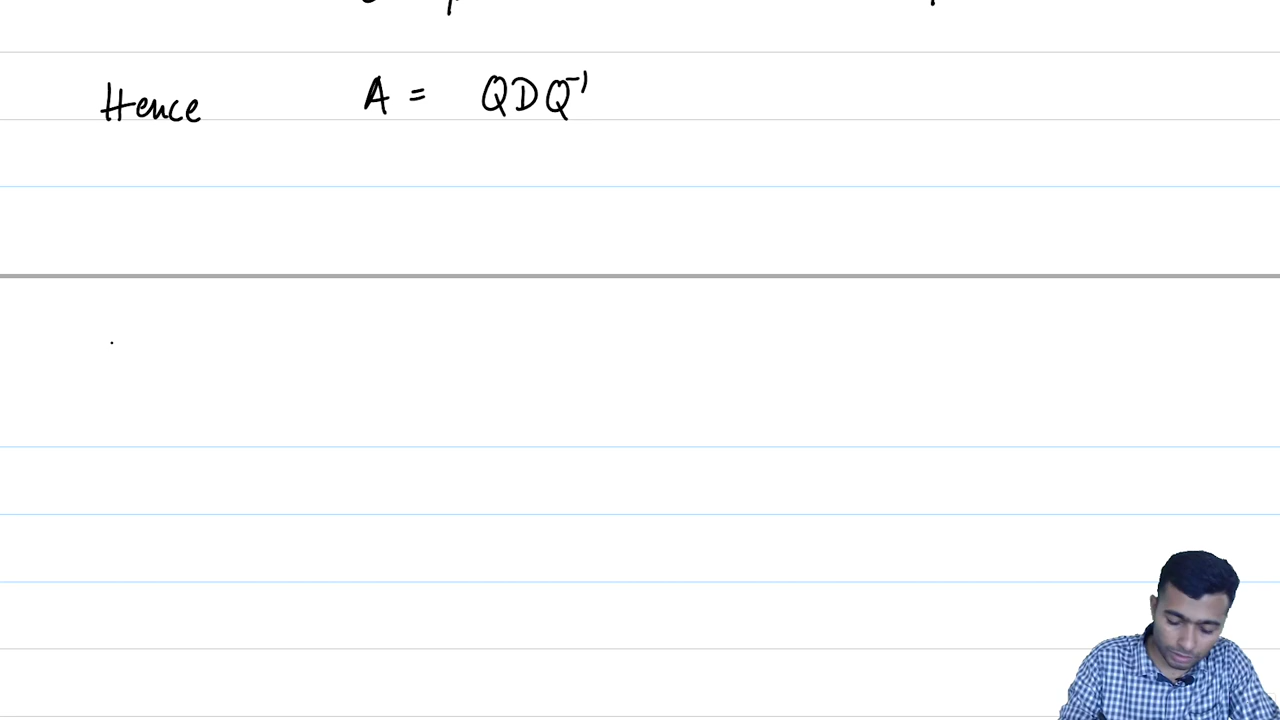 Hence A = QDQ⁻¹